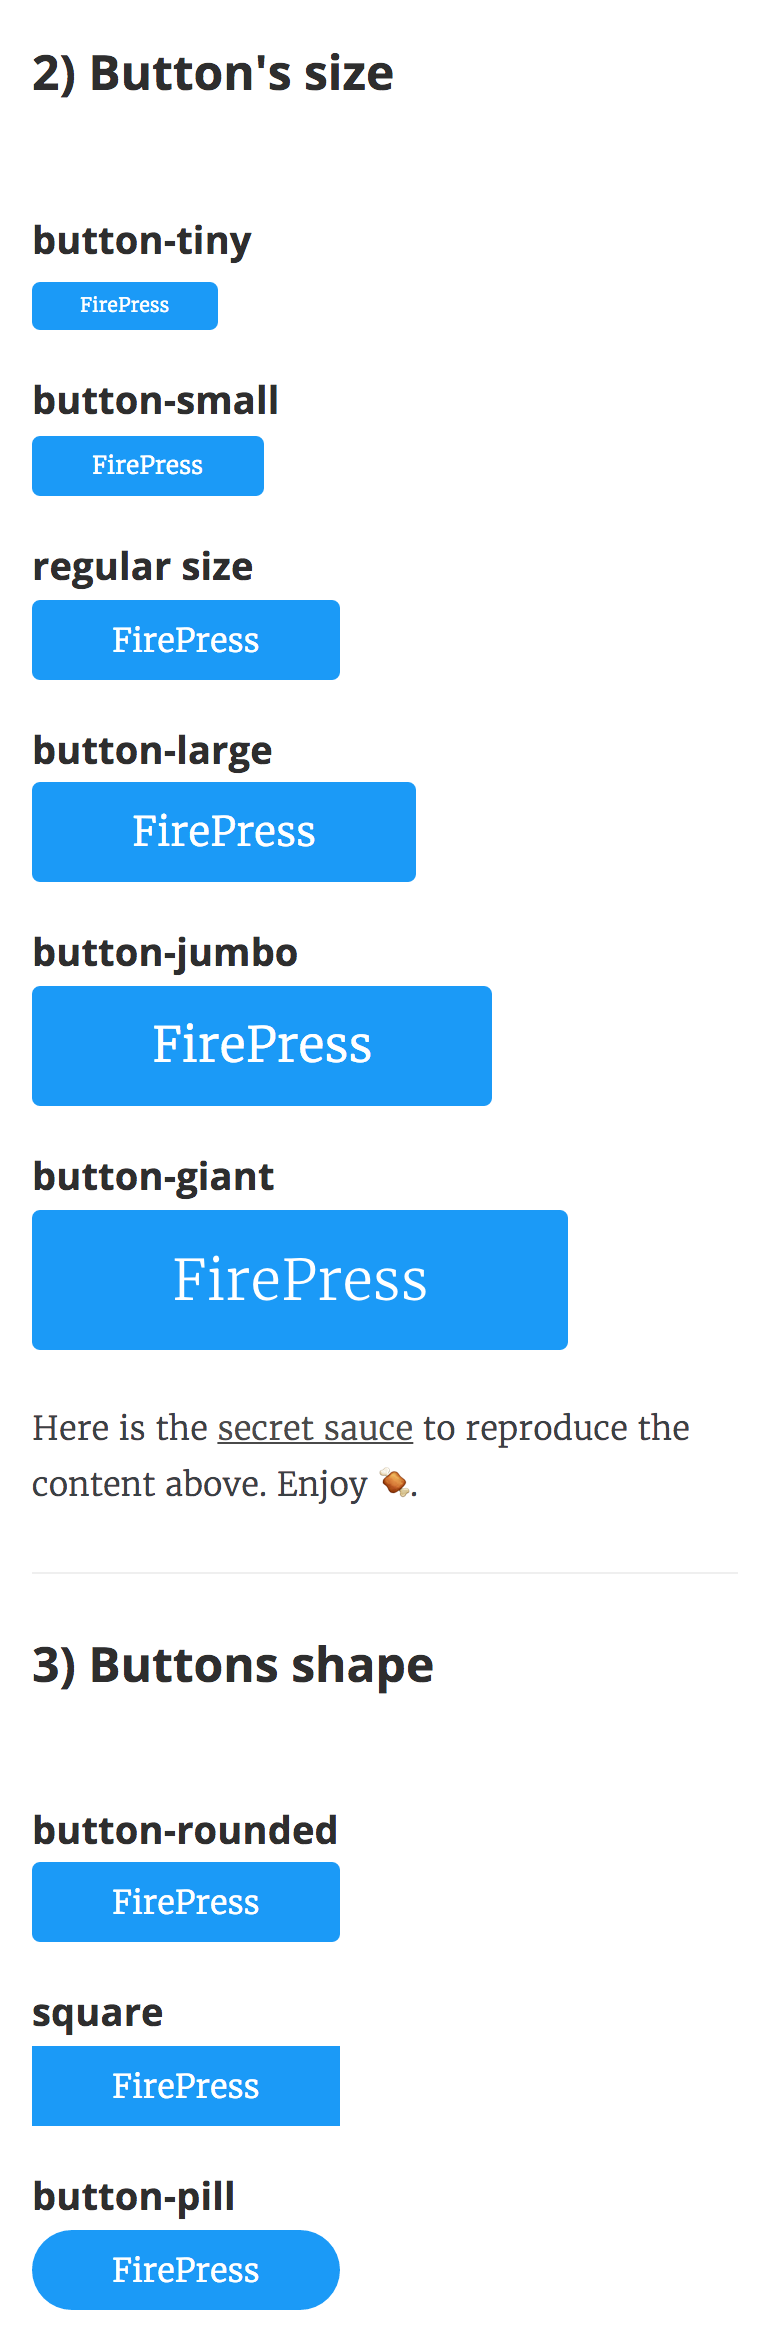 2) Button's size
button-tiny
FirePress
button-small
FirePress
regular size
FirePress
button-large
FirePress
button-jumbo
FirePress
button-giant
FirePress
Here is the secret sauce to reproduce the
content above. Enjoy 🍖.
3) Buttons shape
button-rounded
FirePress
square
FirePress
button-pill
FirePress